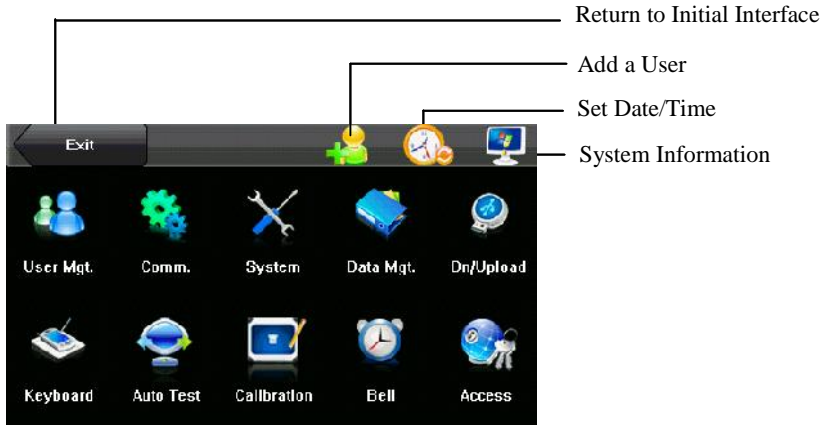 Return to Initial Interface
Add a User
Set Date/Time
System Information
Exit
User Mgt. Comm. System Data Mgt. Dn/Upload
Keyboard Auto Test Calibration Bell Access